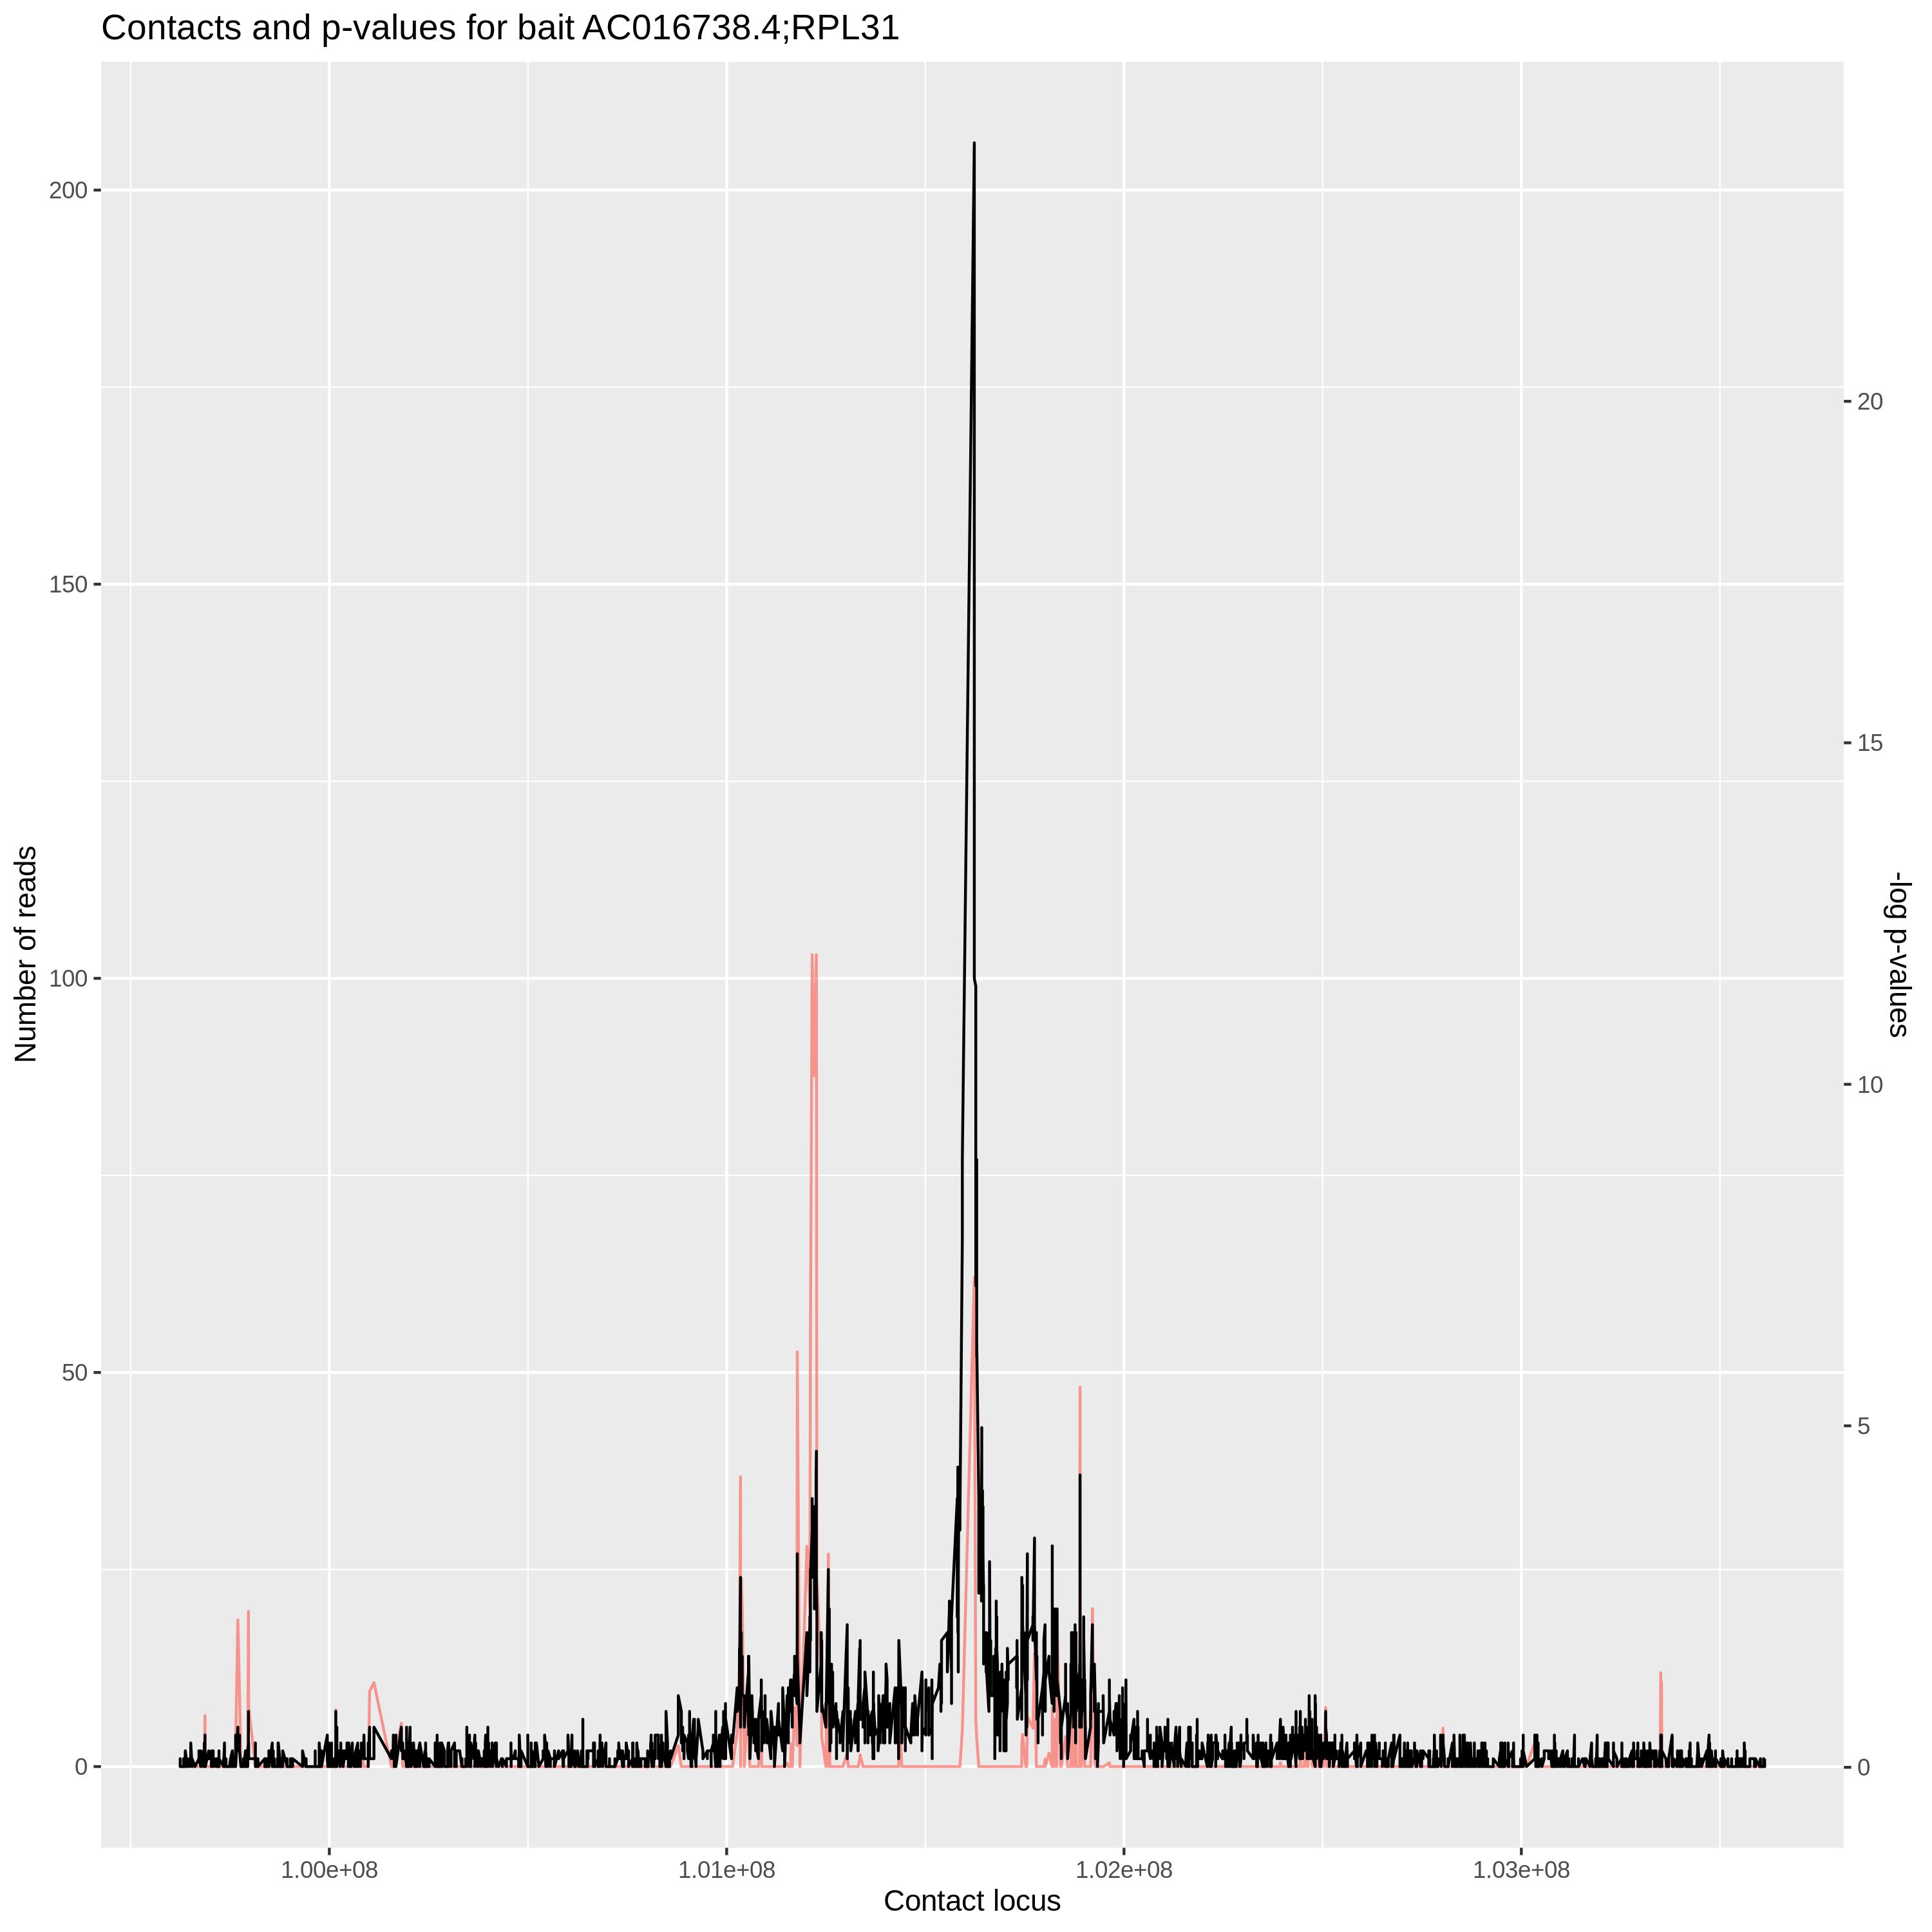 Contacts and p-values for bait AC016738.4;RPL31
200
150
100
50
0
Number of reads
20
15
10
5
0
-log p-values
1.00e+08
1.01e+08
1.02e+08
1.03e+08
Contact locus